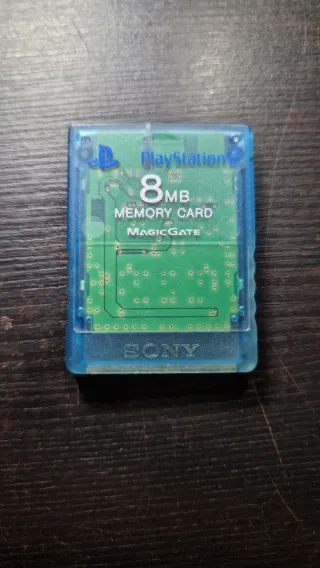 PlayStation 2
8MB
MEMORY CARD
MAGICGATE
SONY